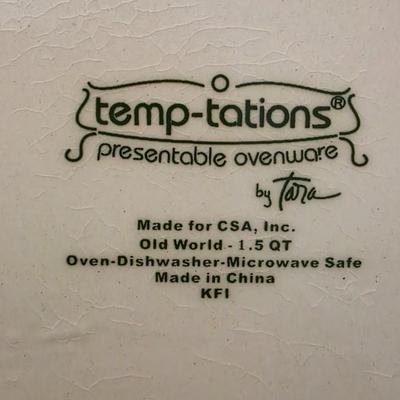 temp-tations®
presentable ovenware
by Tara
Made for CSA, Inc.
Old World - 1.5 QT
Oven-Dishwasher-Microwave Safe
Made in China
KFI